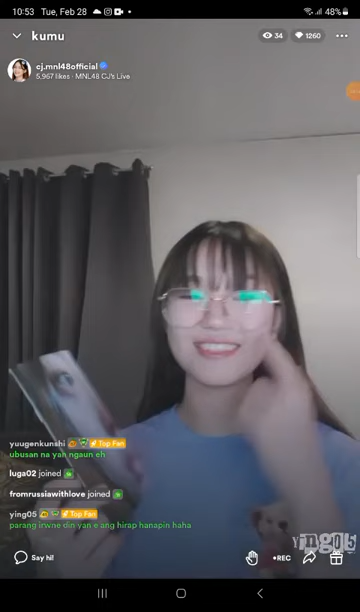 10:53 Tue, Feb 28 48%
kumu 34 1260
cj.mnl48official
5,967 likes · MNL48 CJ's Live
yuugenkunshi Top Fan
ubusan na yan ngaun eh
luga02 joined
fromrussiawithlove joined
ying05 Top Fan
parang irwne din yan e ang hirap hanapin haha
Ying05
Say hi! •REC